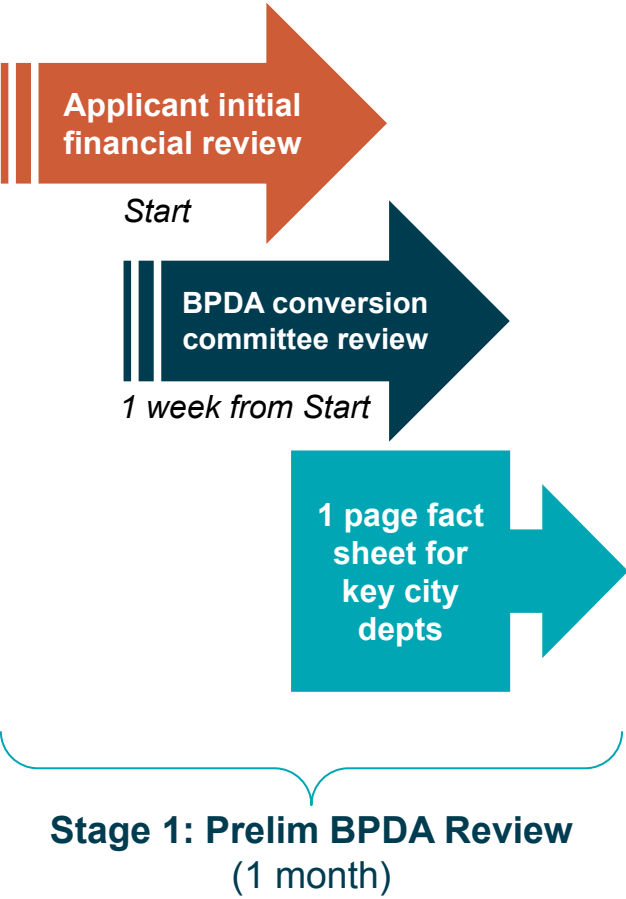 Applicant initial
financial review
Start
BPDA conversion
committee review
1 week from Start
1 page fact
sheet for
key city
depts
Stage 1: Prelim BPDA Review
(1 month)